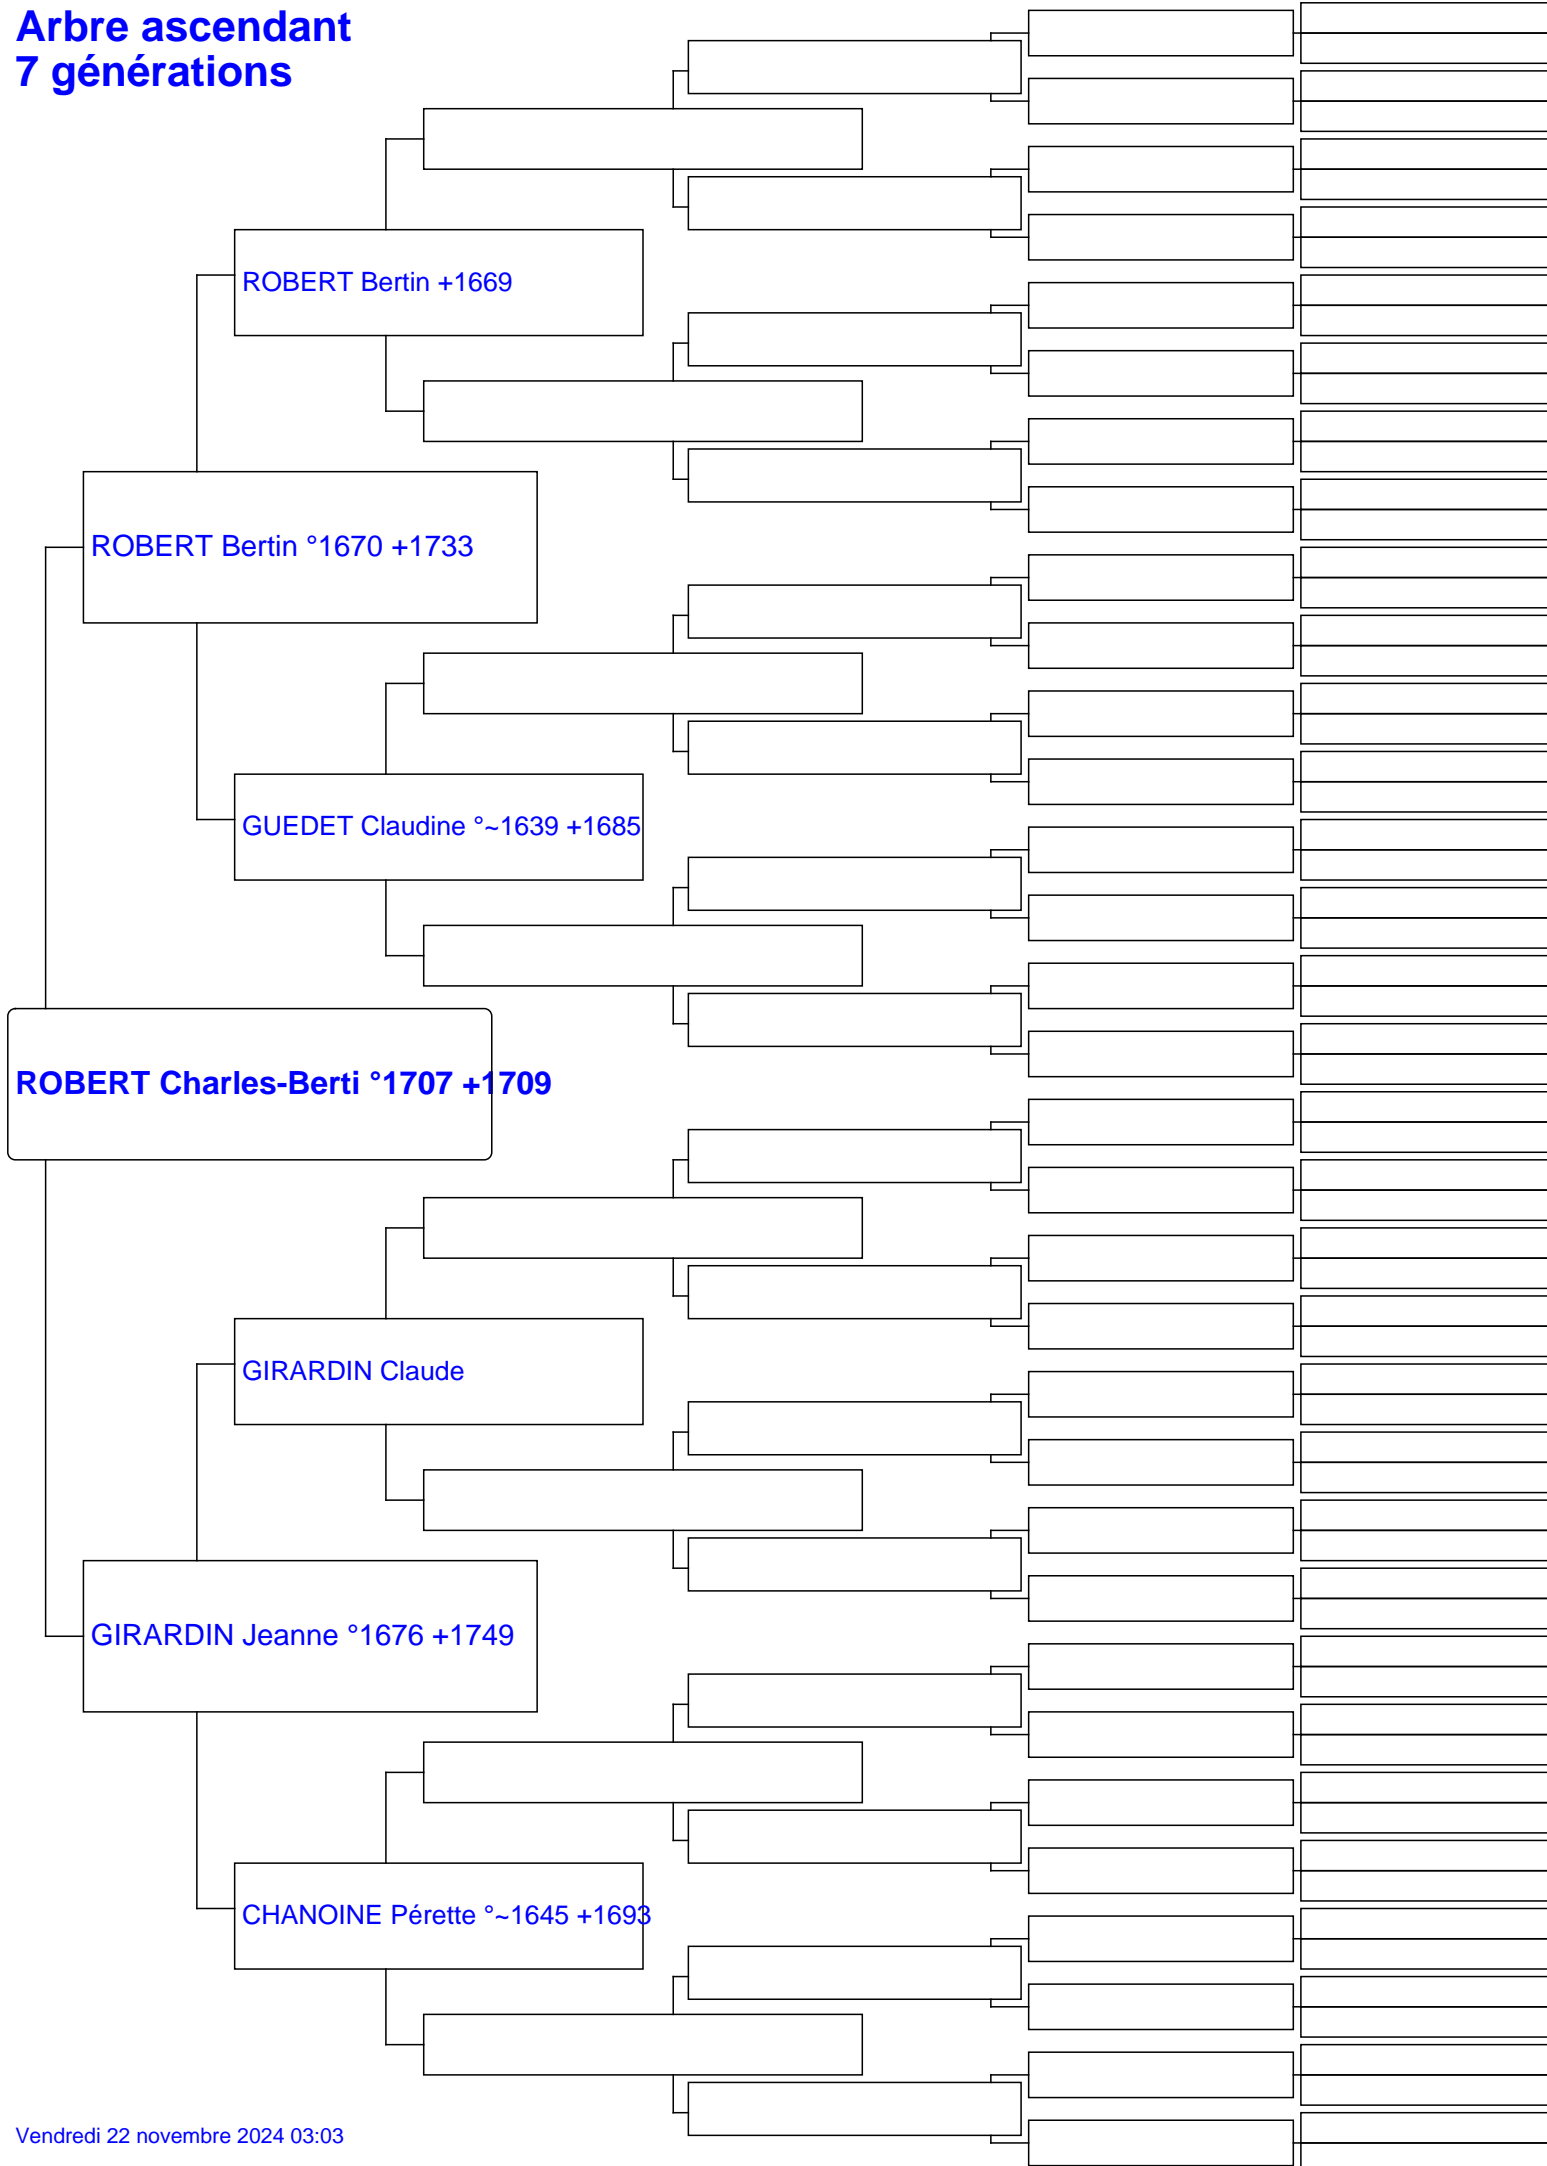 Arbre ascendant
7 générations
ROBERT Bertin +1669
ROBERT Bertin °1670 +1733
GUEDET Claudine °~1639 +1685
ROBERT Charles-Berti °1707 +1709
GIRARDIN Claude
GIRARDIN Jeanne °1676 +1749
CHANOINE Pérette °~1645 +1693
Vendredi 22 novembre 2024 03:03